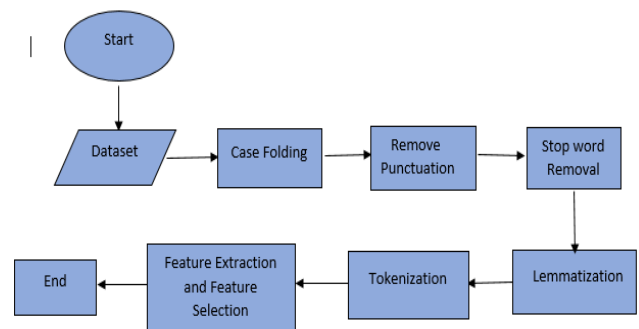 Start
Dataset
Case Folding
Remove
Punctuation
Stop word
Removal
Lemmatization
Tokenization
Feature Extraction
and Feature
Selection
End